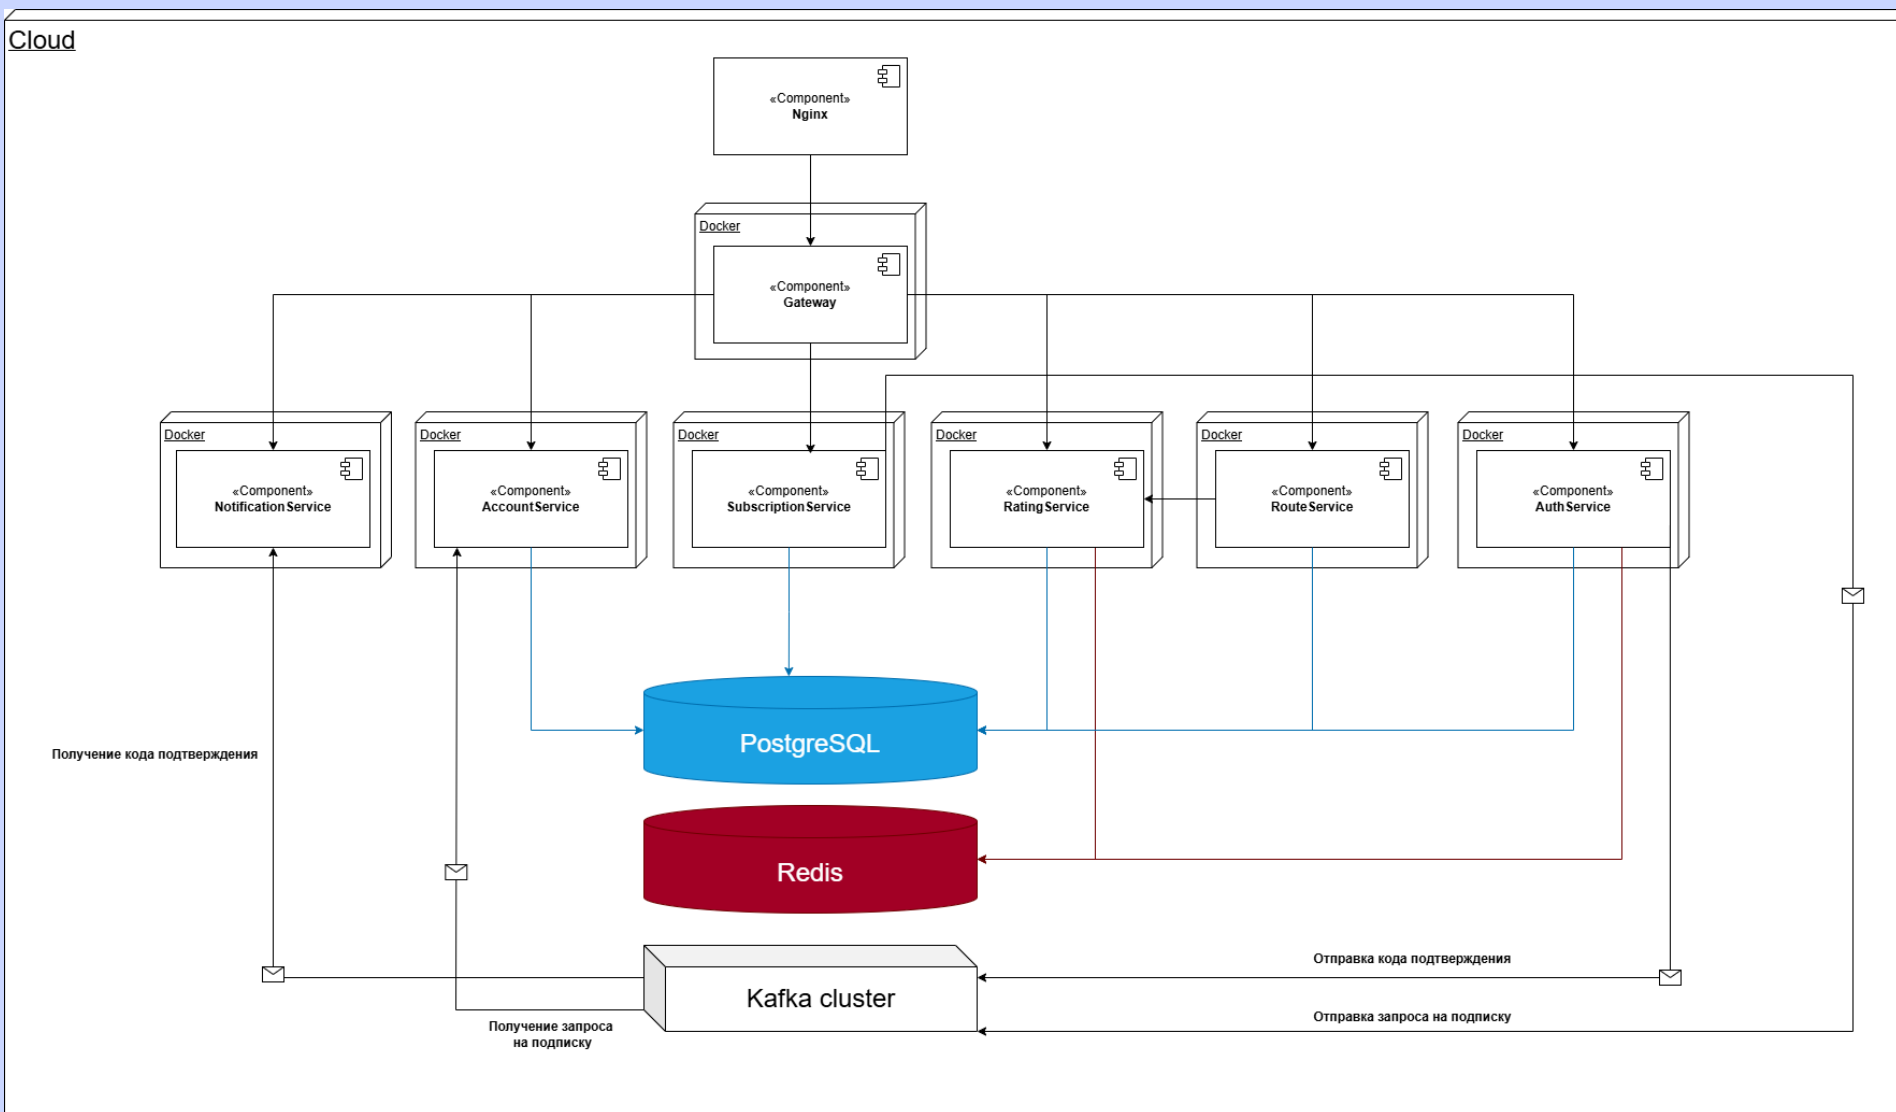 Cloud
«Component»
Nginx
Docker
«Component»
Gateway
Docker
«Component»
Notification Service
Docker
«Component»
Account Service
Docker
«Component»
Subscription Service
Docker
«Component»
Rating Service
Docker
«Component»
Route Service
Docker
«Component»
Auth Service
PostgreSQL
Получение кода подтверждения
Redis
Отправка кода подтверждения
Kafka cluster
Отправка запроса на подписку
Получение запроса
на подписку